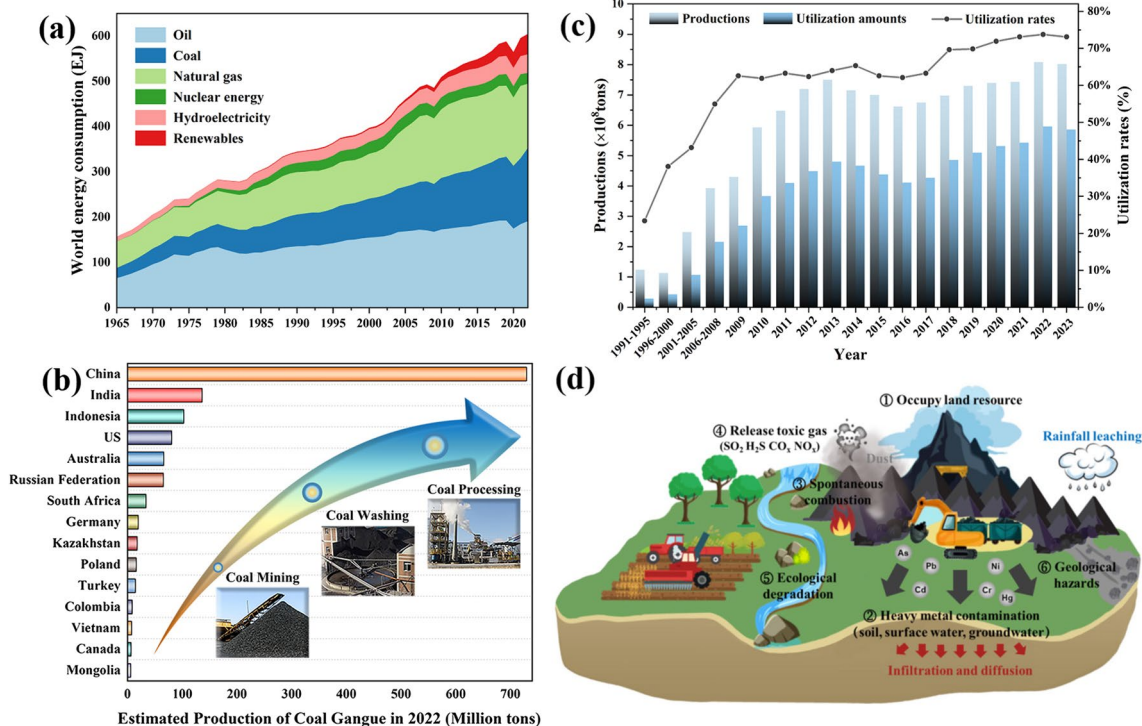 (a)
Oil
Coal
Natural gas
Nuclear energy
Hydroelectricity
Renewables
World energy consumption (EJ)
600
500
400
300
200
100
0
1965 1970 1975 1980 1985 1990 1995 2000 2005 2010 2015 2020
(c)
Productions
Utilization amounts
Utilization rates
Productions (×10⁸tons)
10
9
8
7
6
5
4
3
2
1
0
Utilization rates (%)
80%
70%
60%
50%
40%
30%
20%
10%
0%
1991-1995
1996-2000
2001-2005
2006-2008
2009
2010
2011
2012
2013
2014
2015
2016
2017
2018
2019
2020
2021
2022
2023
Year
(b)
China
India
Indonesia
US
Australia
Russian Federation
South Africa
Germany
Kazakhstan
Poland
Turkey
Colombia
Vietnam
Canada
Mongolia
Coal Mining
Coal Washing
Coal Processing
0 100 200 300 400 500 600 700
Estimated Production of Coal Gangue in 2022 (Million tons)
(d)
① Occupy land resource
④ Release toxic gas
(SO₂ H₂S COₓ NOₓ)
Dust
Rainfall leaching
③ Spontaneous
combustion
As
Pb
Cd
Ni
Cr
Hg
⑥ Geological
hazards
⑤ Ecological
degradation
② Heavy metal contamination
(soil, surface water, groundwater)
Infiltration and diffusion